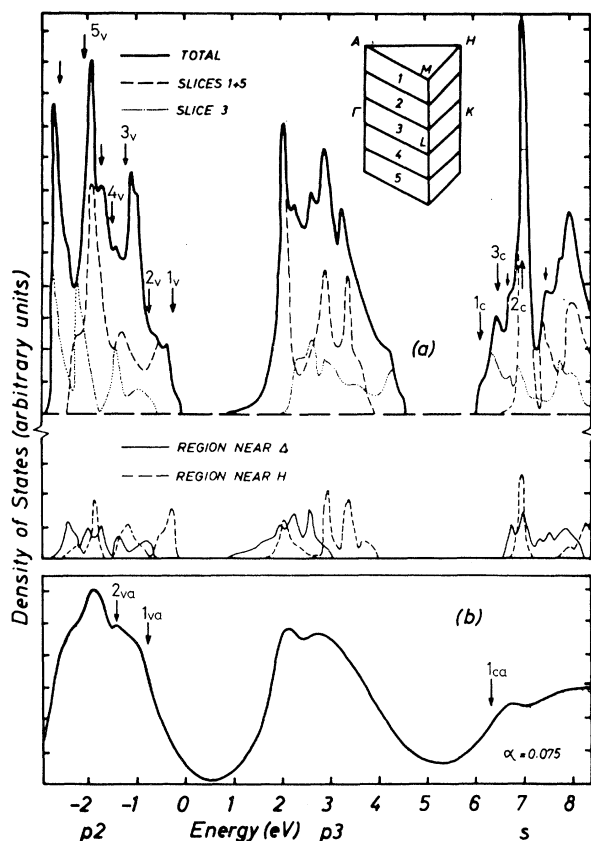 5v
TOTAL
SLICES 1+5
SLICE 3
3v
4v
2v
1v
A
H
M
1
2
Γ
3
K
L
4
5
3c
1c
2c
(a)
REGION NEAR Δ
REGION NEAR H
Density of States (arbitrary units)
2va
1va
(b)
1ca
α = 0.075
-2 -1 0 1 2 3 4 5 6 7 8
p2 Energy (eV) p3 s